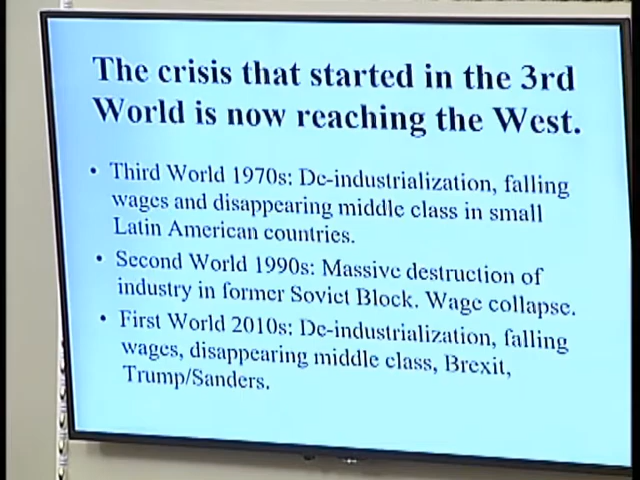 The crisis that started in the 3rd
World is now reaching the West.
• Third World 1970s: De-industrialization, falling
wages and disappearing middle class in small
Latin American countries.
• Second World 1990s: Massive destruction of
industry in former Soviet Block. Wage collapse.
• First World 2010s: De-industrialization, falling
wages, disappearing middle class, Brexit,
Trump/Sanders.